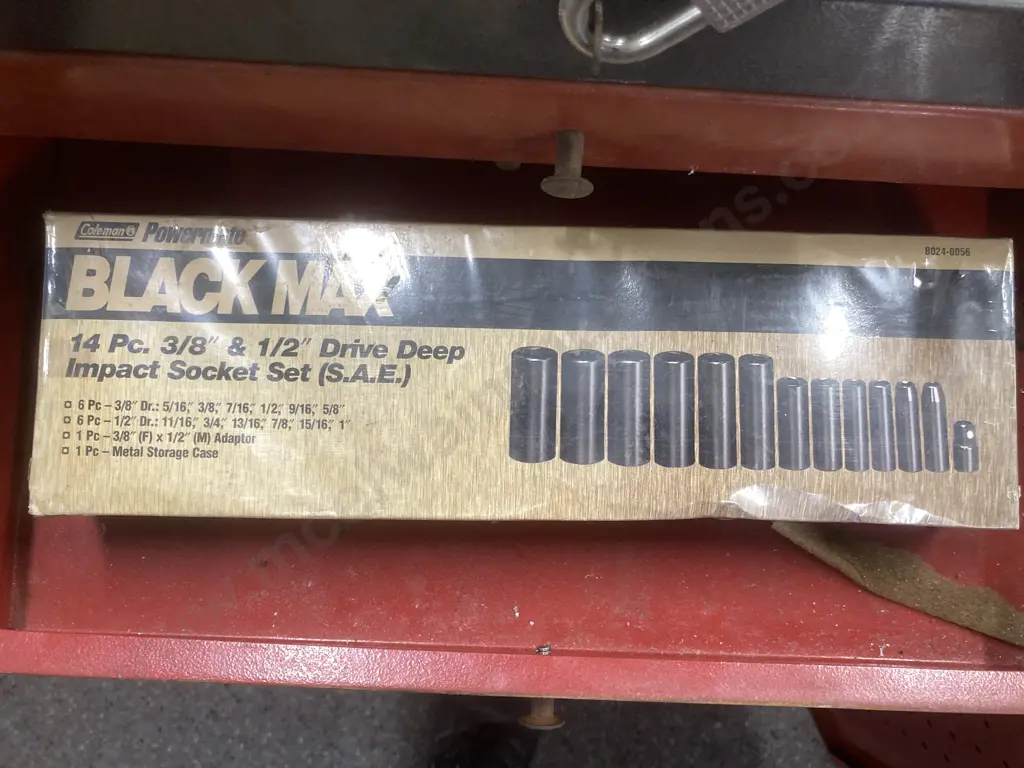 Coleman Powermate
B024-0056
BLACK MAX
14 Pc. 3/8" & 1/2" Drive Deep
Impact Socket Set (S.A.E.)
6 Pc – 3/8" Dr.: 5/16," 3/8," 7/16," 1/2," 9/16," 5/8"
6 Pc – 1/2" Dr.: 11/16," 3/4," 13/16," 7/8," 15/16," 1"
1 Pc – 3/8" (F) x 1/2" (M) Adaptor
1 Pc – Metal Storage Case